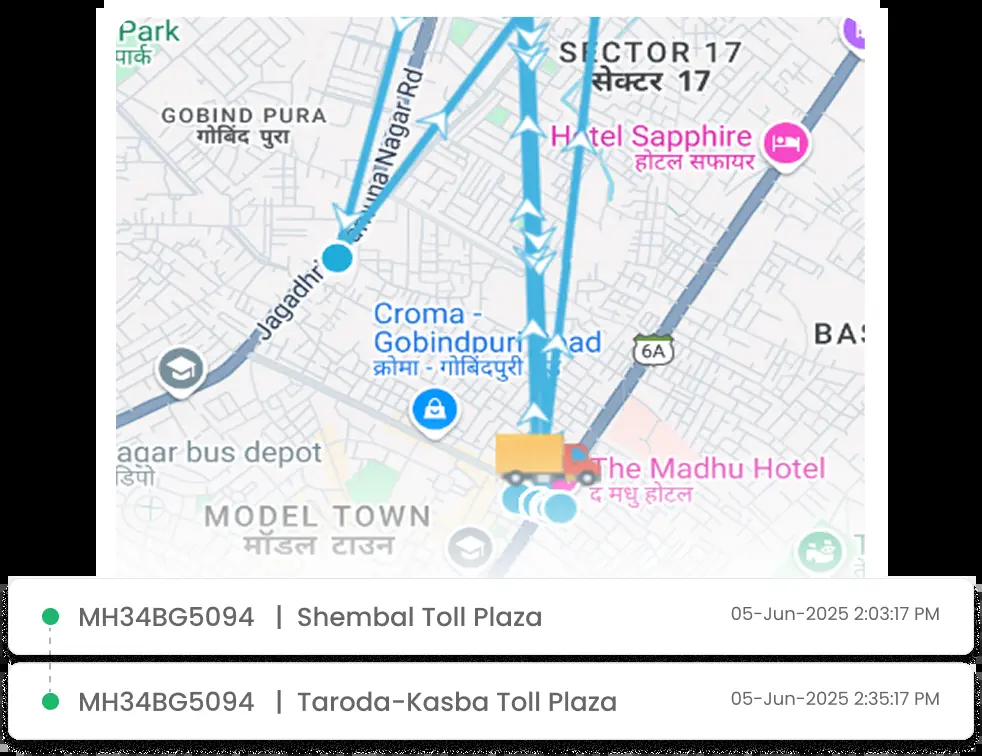 Park
पार्क
SECTOR 17
सेक्टर 17
GOBIND PURA
गोबिंद पुरा
Hotel Sapphire
होटल सफायर
Jagadhri Yamuna Nagar Rd
Croma -
Gobindpuri Road
क्रोमा - गोबिंदपुरी
6A
BAS
agar bus depot
डिपो
The Madhu Hotel
द मधु होटल
MODEL TOWN
मॉडल टाउन
MH34BG5094 | Shembal Toll Plaza 05-Jun-2025 2:03:17 PM
MH34BG5094 | Taroda-Kasba Toll Plaza 05-Jun-2025 2:35:17 PM